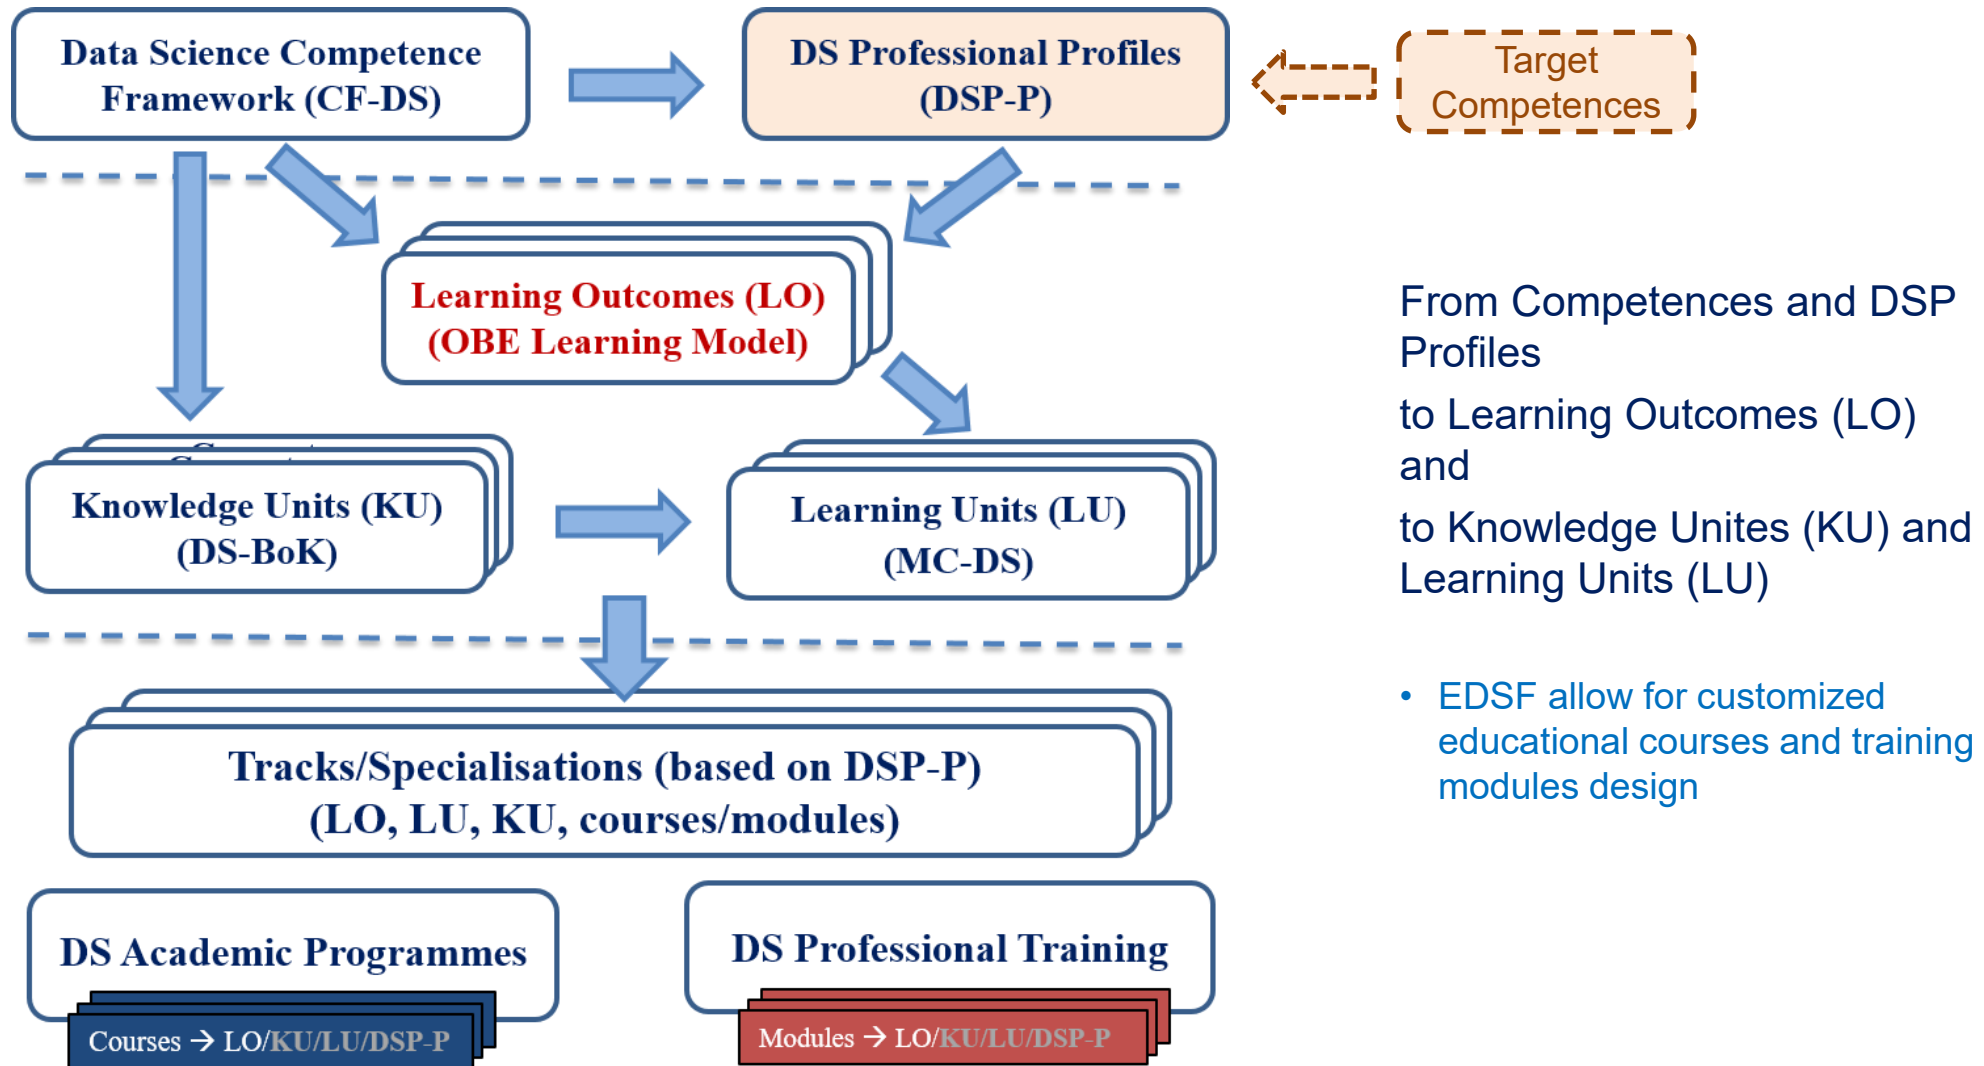 Data Science Competence
Framework (CF-DS)
DS Professional Profiles
(DSP-P)
Target
Competences
Learning Outcomes (LO)
(OBE Learning Model)
From Competences and DSP
Profiles
to Learning Outcomes (LO)
and
to Knowledge Unites (KU) and
Learning Units (LU)
Knowledge Units (KU)
(DS-BoK)
Learning Units (LU)
(MC-DS)
• EDSF allow for customized
educational courses and training
modules design
Tracks/Specialisations (based on DSP-P)
(LO, LU, KU, courses/modules)
DS Academic Programmes
Courses → LO/KU/LU/DSP-P
DS Professional Training
Modules → LO/KU/LU/DSP-P